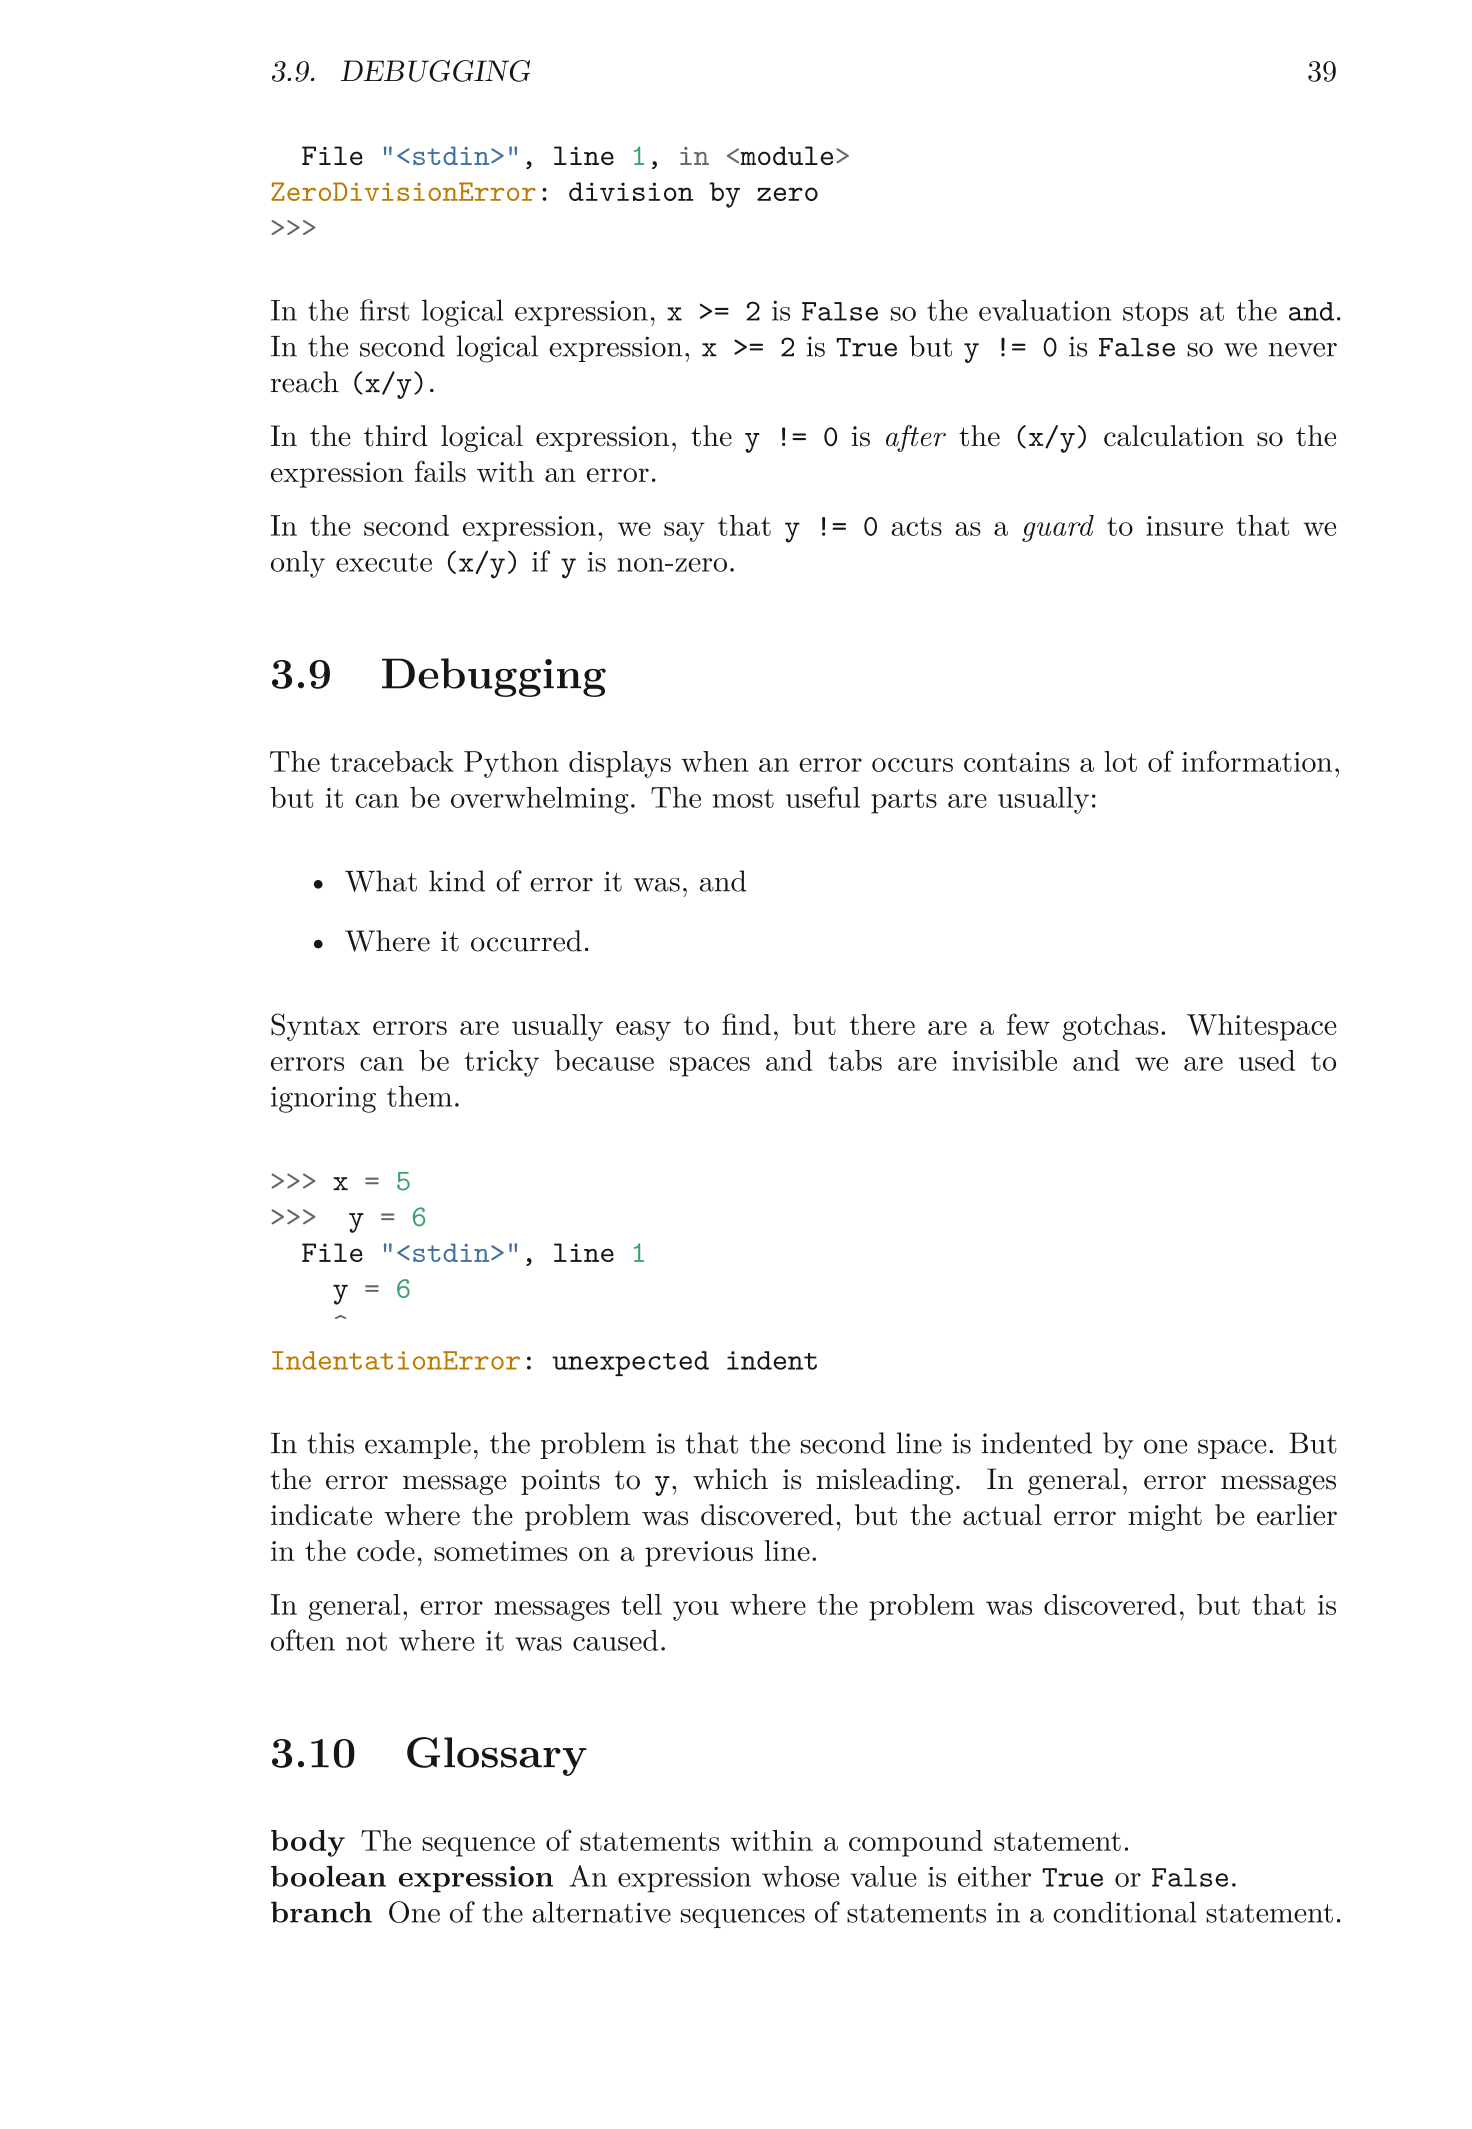 3.9. DEBUGGING 39
  File "<stdin>", line 1, in <module>
ZeroDivisionError: division by zero
>>>
In the first logical expression, x >= 2 is False so the evaluation stops at the and.
In the second logical expression, x >= 2 is True but y != 0 is False so we never
reach (x/y).
In the third logical expression, the y != 0 is after the (x/y) calculation so the
expression fails with an error.
In the second expression, we say that y != 0 acts as a guard to insure that we
only execute (x/y) if y is non-zero.
3.9 Debugging
The traceback Python displays when an error occurs contains a lot of information,
but it can be overwhelming. The most useful parts are usually:
• What kind of error it was, and
• Where it occurred.
Syntax errors are usually easy to find, but there are a few gotchas. Whitespace
errors can be tricky because spaces and tabs are invisible and we are used to
ignoring them.
>>> x = 5
>>>  y = 6
  File "<stdin>", line 1
    y = 6
    ^
IndentationError: unexpected indent
In this example, the problem is that the second line is indented by one space. But
the error message points to y, which is misleading. In general, error messages
indicate where the problem was discovered, but the actual error might be earlier
in the code, sometimes on a previous line.
In general, error messages tell you where the problem was discovered, but that is
often not where it was caused.
3.10 Glossary
body The sequence of statements within a compound statement.
boolean expression An expression whose value is either True or False.
branch One of the alternative sequences of statements in a conditional statement.